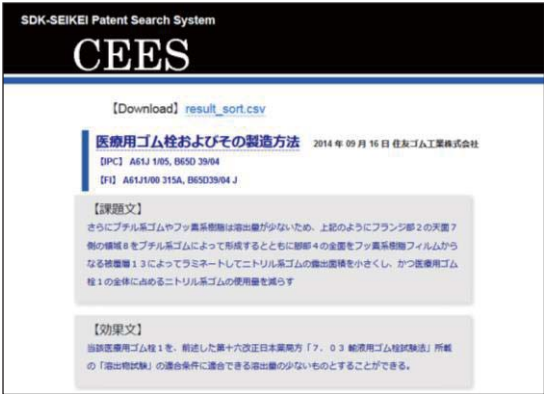 SDK-SEIKEI Patent Search System
CEES
【Download】 result_sort.csv
医療用ゴム栓およびその製造方法 2014 年 09 月 16 日 住友ゴム工業株式会社
【IPC】 A61J 1/05, B65D 39/04
【FI】 A61J1/00 315A, B65D39/04 J
【課題文】
さらにブチル系ゴムやフッ素系樹脂は溶出量が少ないため、上記のようにフランジ部２の天面７
側の領域８をブチル系ゴムによって形成するとともに脚部４の全面をフッ素系樹脂フィルムから
なる被覆層１３によってラミネートしてニトリル系ゴムの露出面積を小さくし、かつ医療用ゴム
栓１の全体に占めるニトリル系ゴムの使用量を減らす
【効果文】
当該医療用ゴム栓１を、前述した第十六改正日本薬局方「７．０３ 輸液用ゴム栓試験法」所載
の「溶出物試験」の適合条件に適合できる溶出量の少ないものとすることができる。